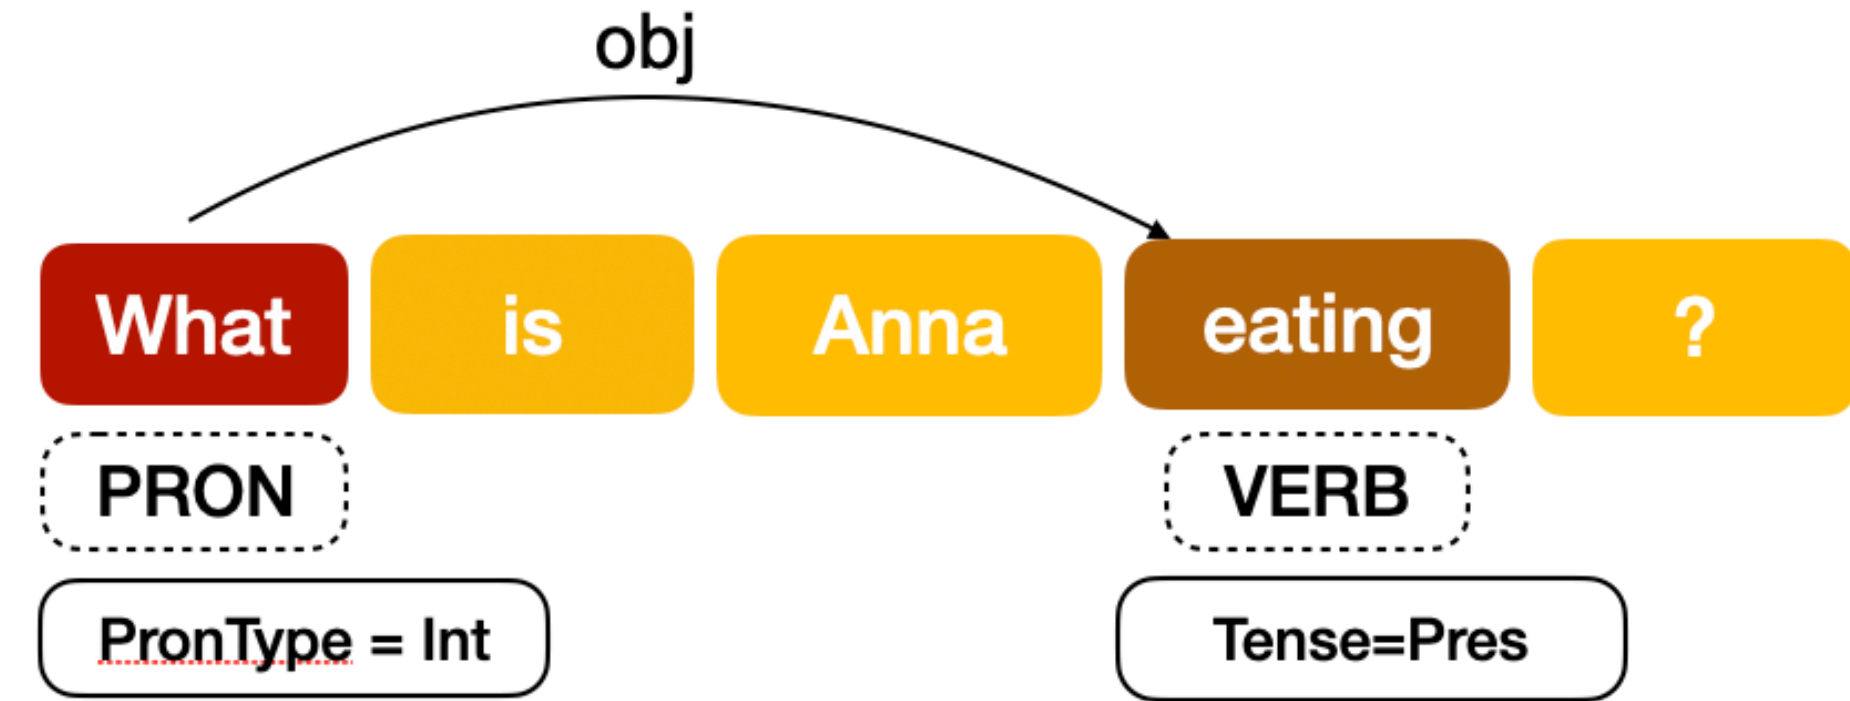 obj
What is Anna eating ?
PRON VERB
PronType = Int Tense=Pres